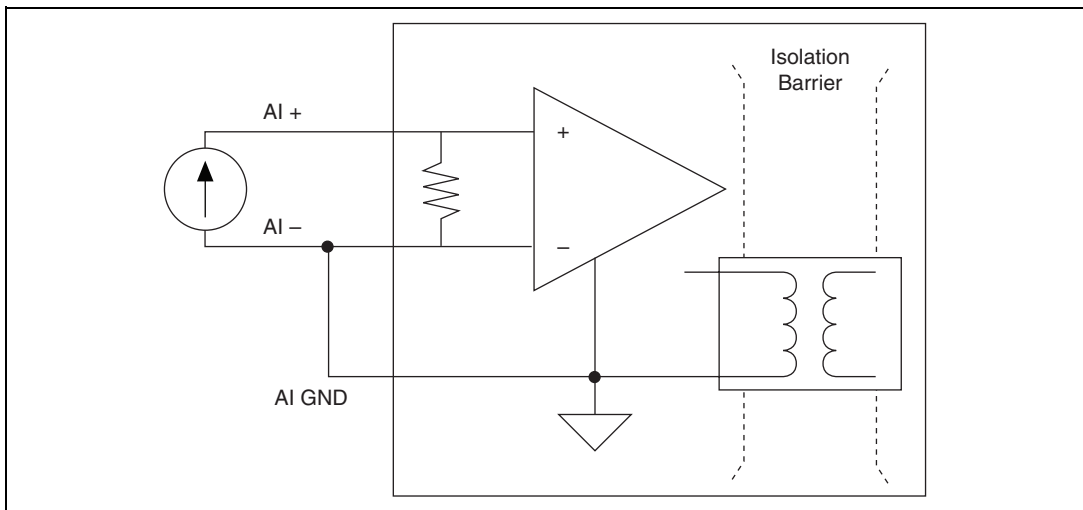 Isolation
Barrier
AI +
+
AI –
–
AI GND